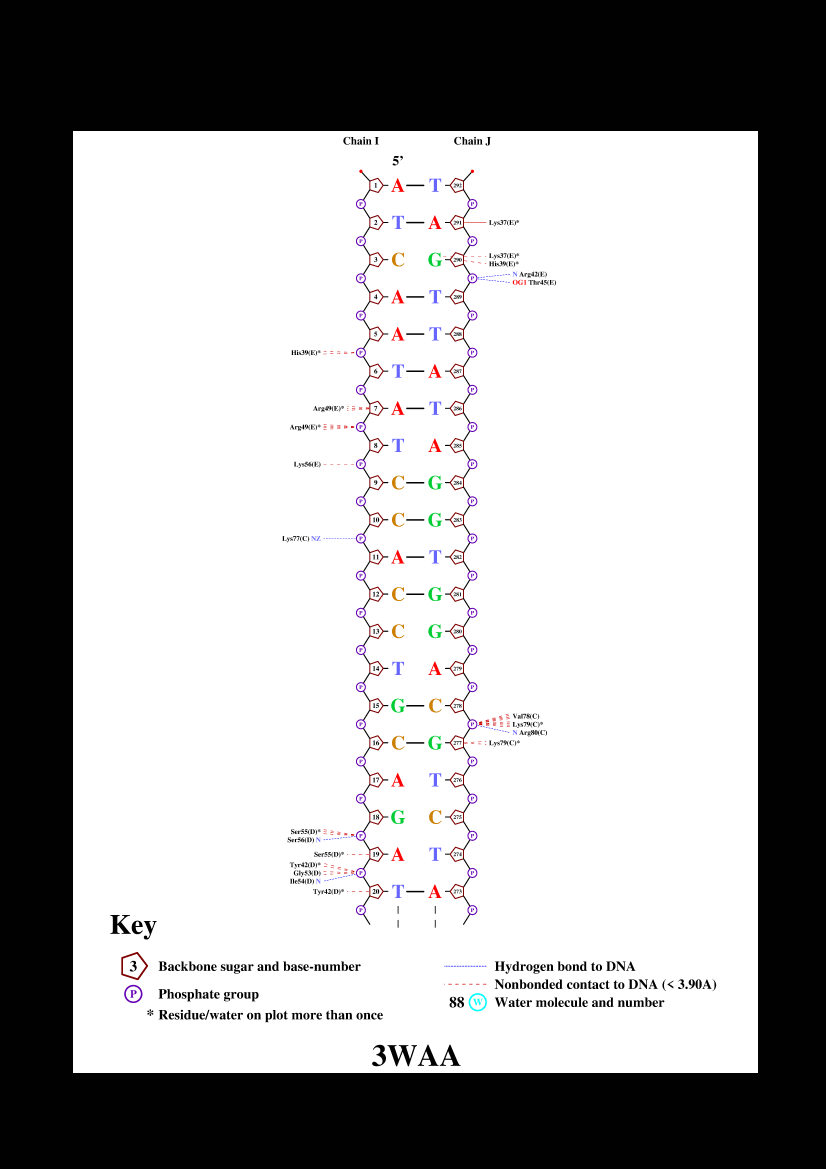 Chain I Chain J
5’
1 A T 292
P P
2 T A 291 Lys37(E)*
P P
3 C G 290 Lys37(E)*
His39(E)*
P P N Arg42(E)
OG1 Thr45(E)
4 A T 289
P P
5 A T 288
His39(E)* P P
6 T A 287
P P
Arg49(E)* 7 A T 286
Arg49(E)* P P
8 T A 285
Lys56(E) P P
9 C G 284
P P
10 C G 283
Lys77(C) NZ P P
11 A T 282
P P
12 C G 281
P P
13 C G 280
P P
14 T A 279
P P
15 G C 278
Val78(C)
P P Lys79(C)*
N Arg80(C)
16 C G 277 Lys79(C)*
P P
17 A T 276
P P
18 G C 275
Ser55(D)*
P P
Ser56(D) N
Ser55(D)* 19 A T 274
Tyr42(D)*
Gly53(D) P P
Ile54(D) N
Tyr42(D)* 20 T A 273
P P
Key
3 Backbone sugar and base-number
P Phosphate group
* Residue/water on plot more than once
Hydrogen bond to DNA
Nonbonded contact to DNA (< 3.90A)
88 W Water molecule and number
3WAA